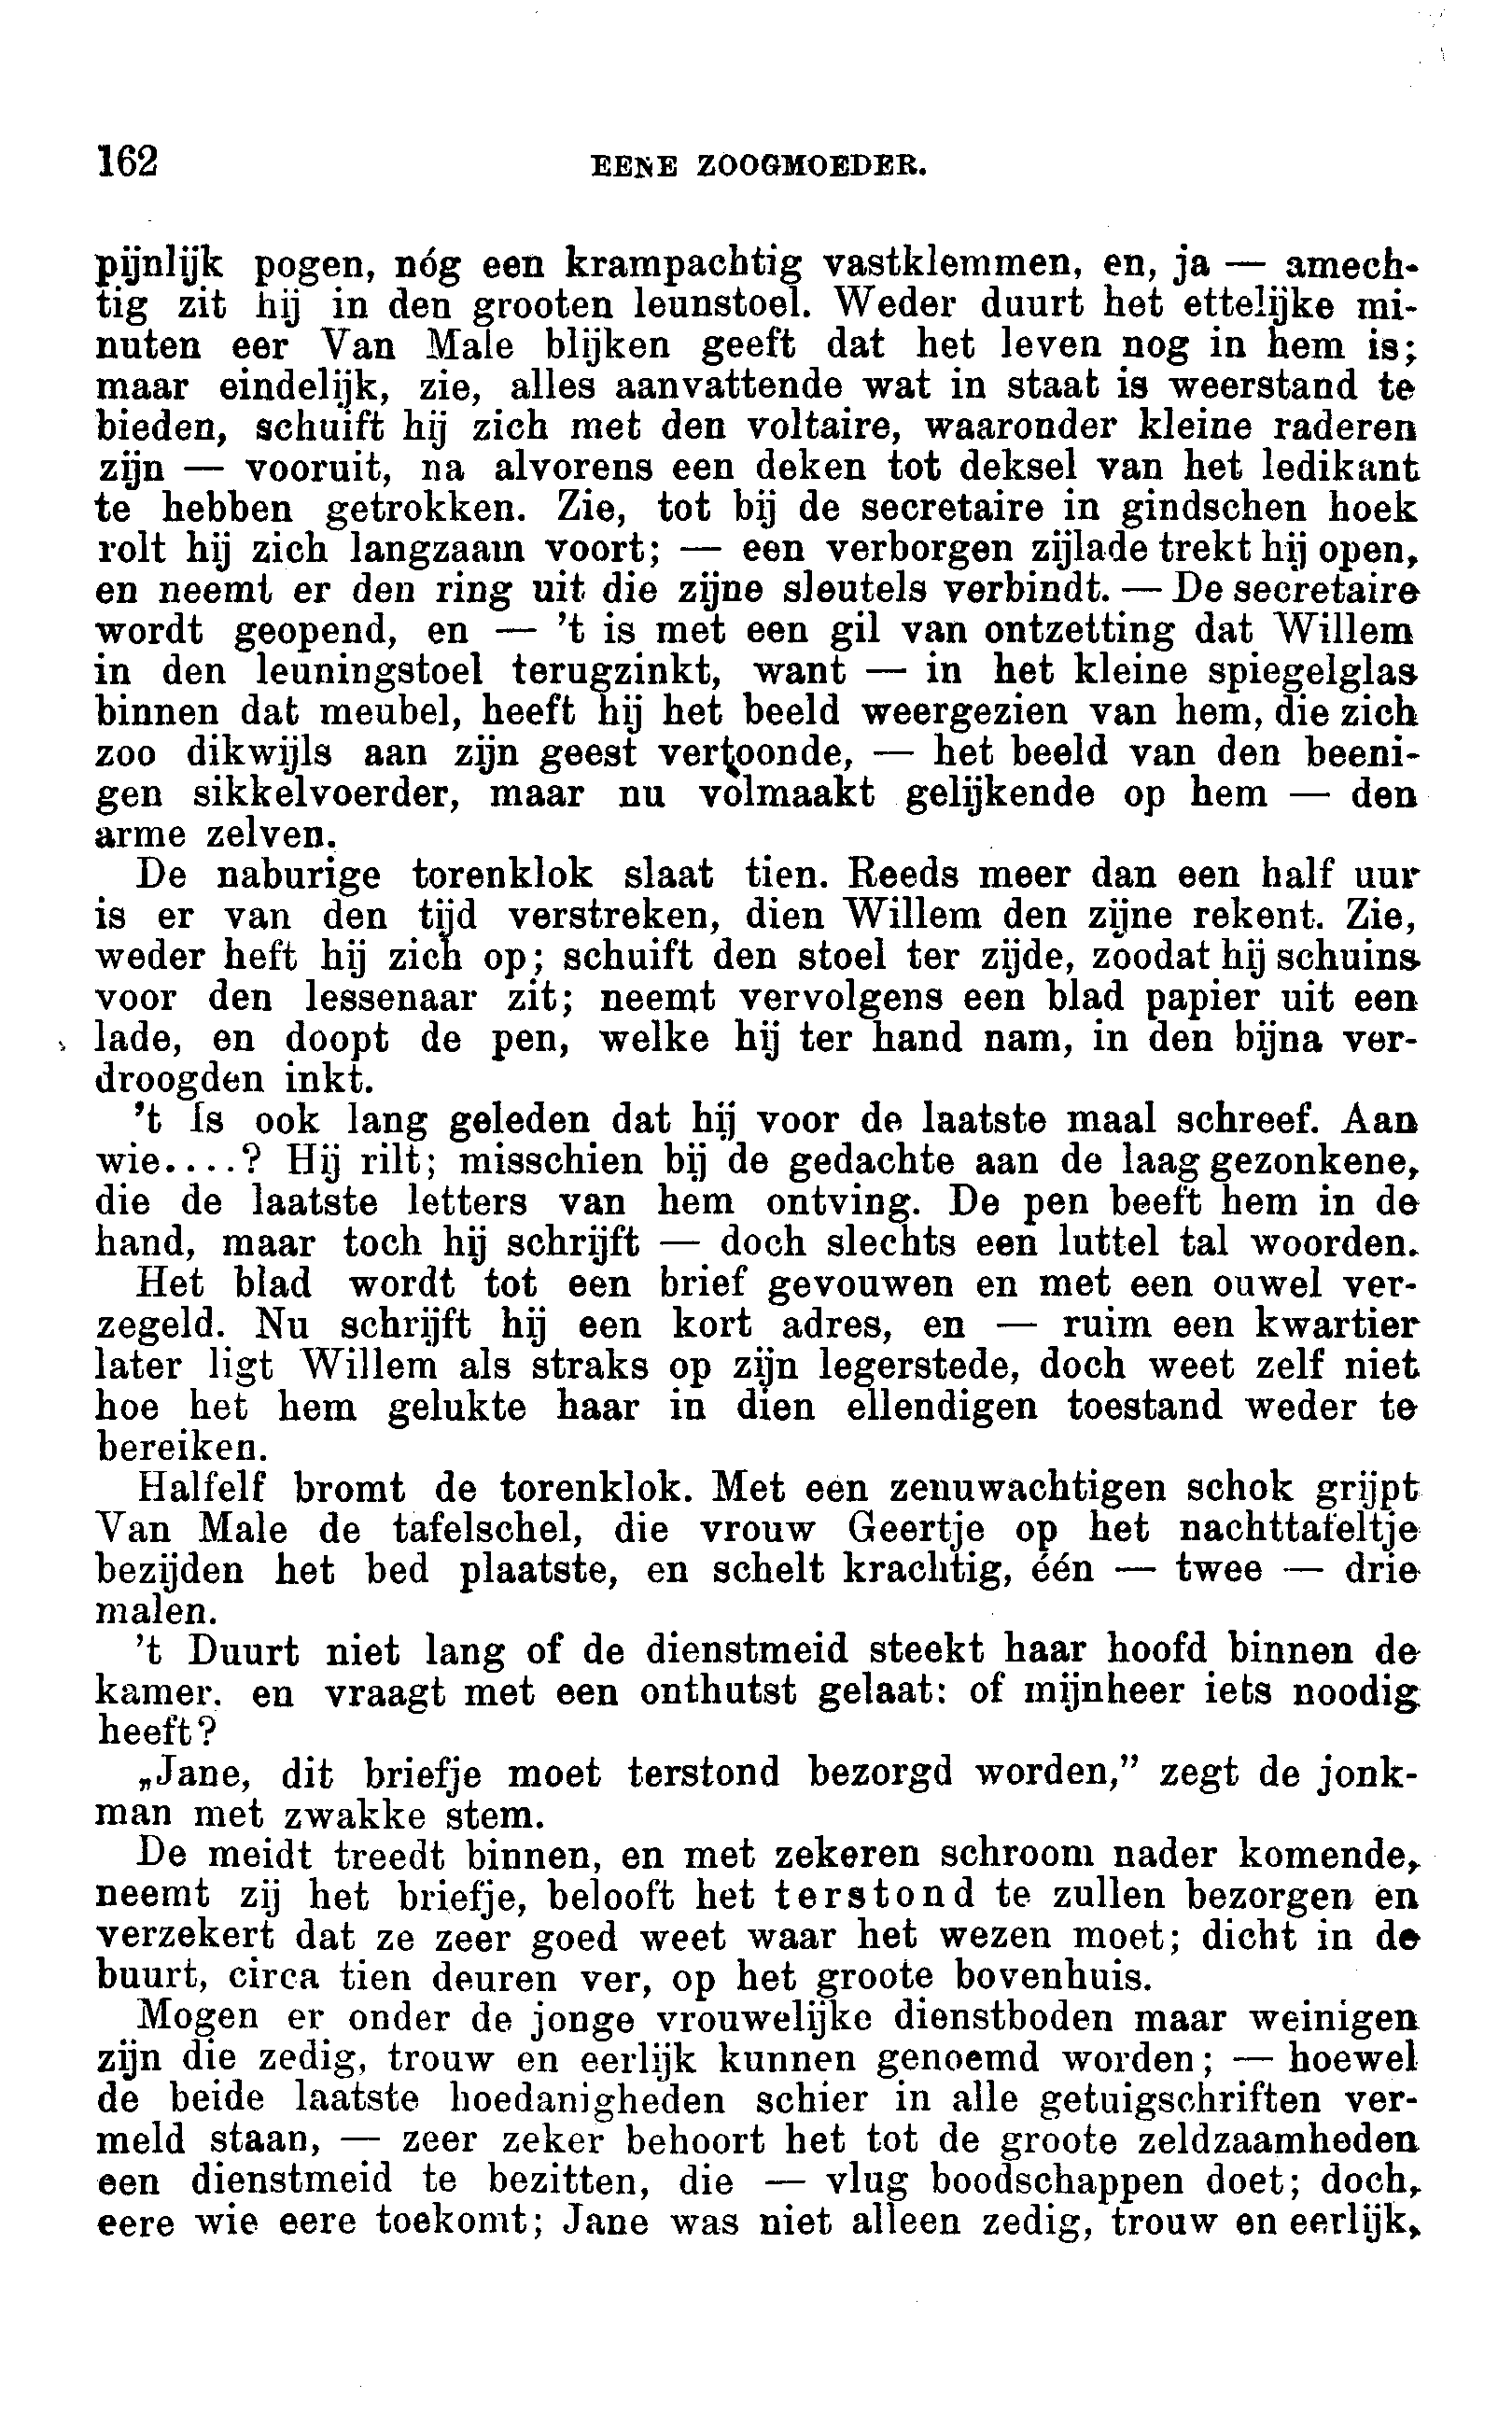 162 EENE ZOOGMOEDER.
pijnlijk pogen, nóg een krampachtig vastklemmen, en, ja — amech-
tig zit hij in den grooten leunstoel. Weder duurt het ettelijke mi-
nuten eer Van Male blijken geeft dat het leven nog in hem is;
maar eindelijk, zie, alles aanvattende wat in staat is weerstand te
bieden, schuift hij zich met den voltaire, waaronder kleine raderen
zijn — vooruit, na alvorens een deken tot deksel van het ledikant
te hebben getrokken. Zie, tot bij de secretaire in gindschen hoek
rolt hij zich langzaam voort; — een verborgen zijlade trekt hij open,
en neemt er den ring uit die zijne sleutels verbindt. — De secretaire
wordt geopend, en — 't is met een gil van ontzetting dat Willem
in den leuningstoel terugzinkt, want — in het kleine spiegelglas
binnen dat meubel, heeft hij het beeld weergezien van hem, die zich
zoo dikwijls aan zijn geest vertoonde, — het beeld van den beeni-
gen sikkelvoerder, maar nu volmaakt gelijkende op hem — den
arme zelven.
De naburige torenklok slaat tien. Reeds meer dan een half uur
is er van den tijd verstreken, dien Willem den zijne rekent. Zie,
weder heft hij zich op; schuift den stoel ter zijde, zoodat hij schuins
voor den lessenaar zit; neemt vervolgens een blad papier uit een
lade, en doopt de pen, welke hij ter hand nam, in den bijna ver-
droogden inkt.
't Is ook lang geleden dat hij voor de laatste maal schreef. Aan
wie....? Hij rilt; misschien bij de gedachte aan de laag gezonkene,
die de laatste letters van hem ontving. De pen beeft hem in de
hand, maar toch hij schrijft — doch slechts een luttel tal woorden.
Het blad wordt tot een brief gevouwen en met een ouwel ver-
zegeld. Nu schrijft hij een kort adres, en — ruim een kwartier
later ligt Willem als straks op zijn legerstede, doch weet zelf niet
hoe het hem gelukte haar in dien ellendigen toestand weder te
bereiken.
Halfelf bromt de torenklok. Met een zenuwachtigen schok grijpt
Van Male de tafelschel, die vrouw Geertje op het nachttafeltje
bezijden het bed plaatste, en schelt krachtig, één — twee — drie
malen.
't Duurt niet lang of de dienstmeid steekt haar hoofd binnen de
kamer. en vraagt met een onthutst gelaat: of mijnheer iets noodig
heeft?
„Jane, dit briefje moet terstond bezorgd worden,” zegt de jonk-
man met zwakke stem.
De meidt treedt binnen, en met zekeren schroom nader komende,
neemt zij het briefje, belooft het terstond te zullen bezorgen en
verzekert dat ze zeer goed weet waar het wezen moet; dicht in de
buurt, circa tien deuren ver, op het groote bovenhuis.
Mogen er onder de jonge vrouwelijke dienstboden maar weinigen
zijn die zedig, trouw en eerlijk kunnen genoemd worden; — hoewel
de beide laatste hoedanigheden schier in alle getuigschriften ver-
meld staan, — zeer zeker behoort het tot de groote zeldzaamheden
een dienstmeid te bezitten, die — vlug boodschappen doet; doch,
eere wie eere toekomt; Jane was niet alleen zedig, trouw en eerlijk,